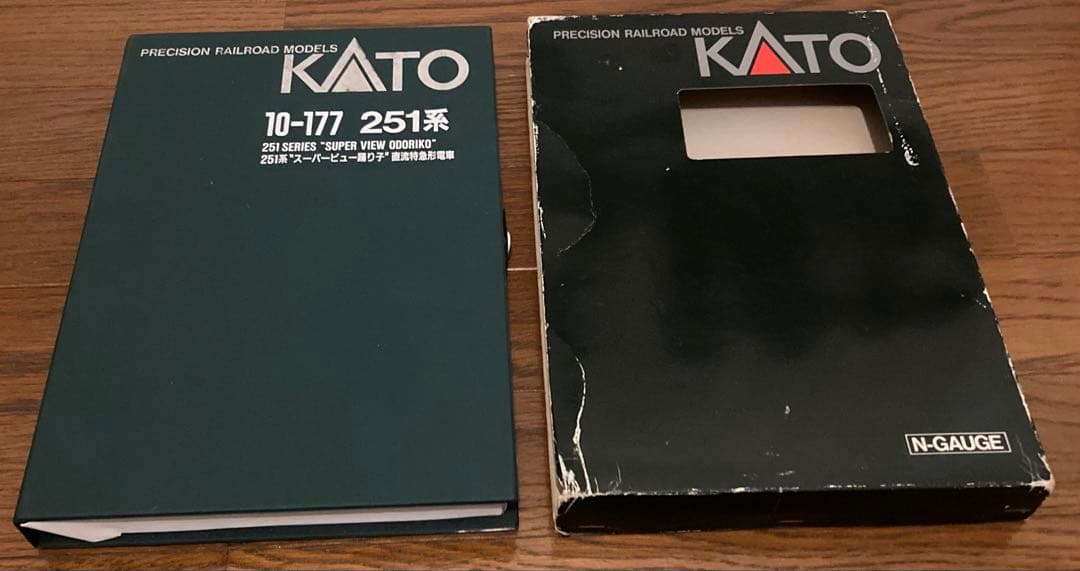 PRECISION RAILROAD MODELS
KATO
10-177 251系
251 SERIES "SUPER VIEW ODORIKO"
251系"スーパービュー踊り子" 直流特急形電車
PRECISION RAILROAD MODELS
KATO
N-GAUGE